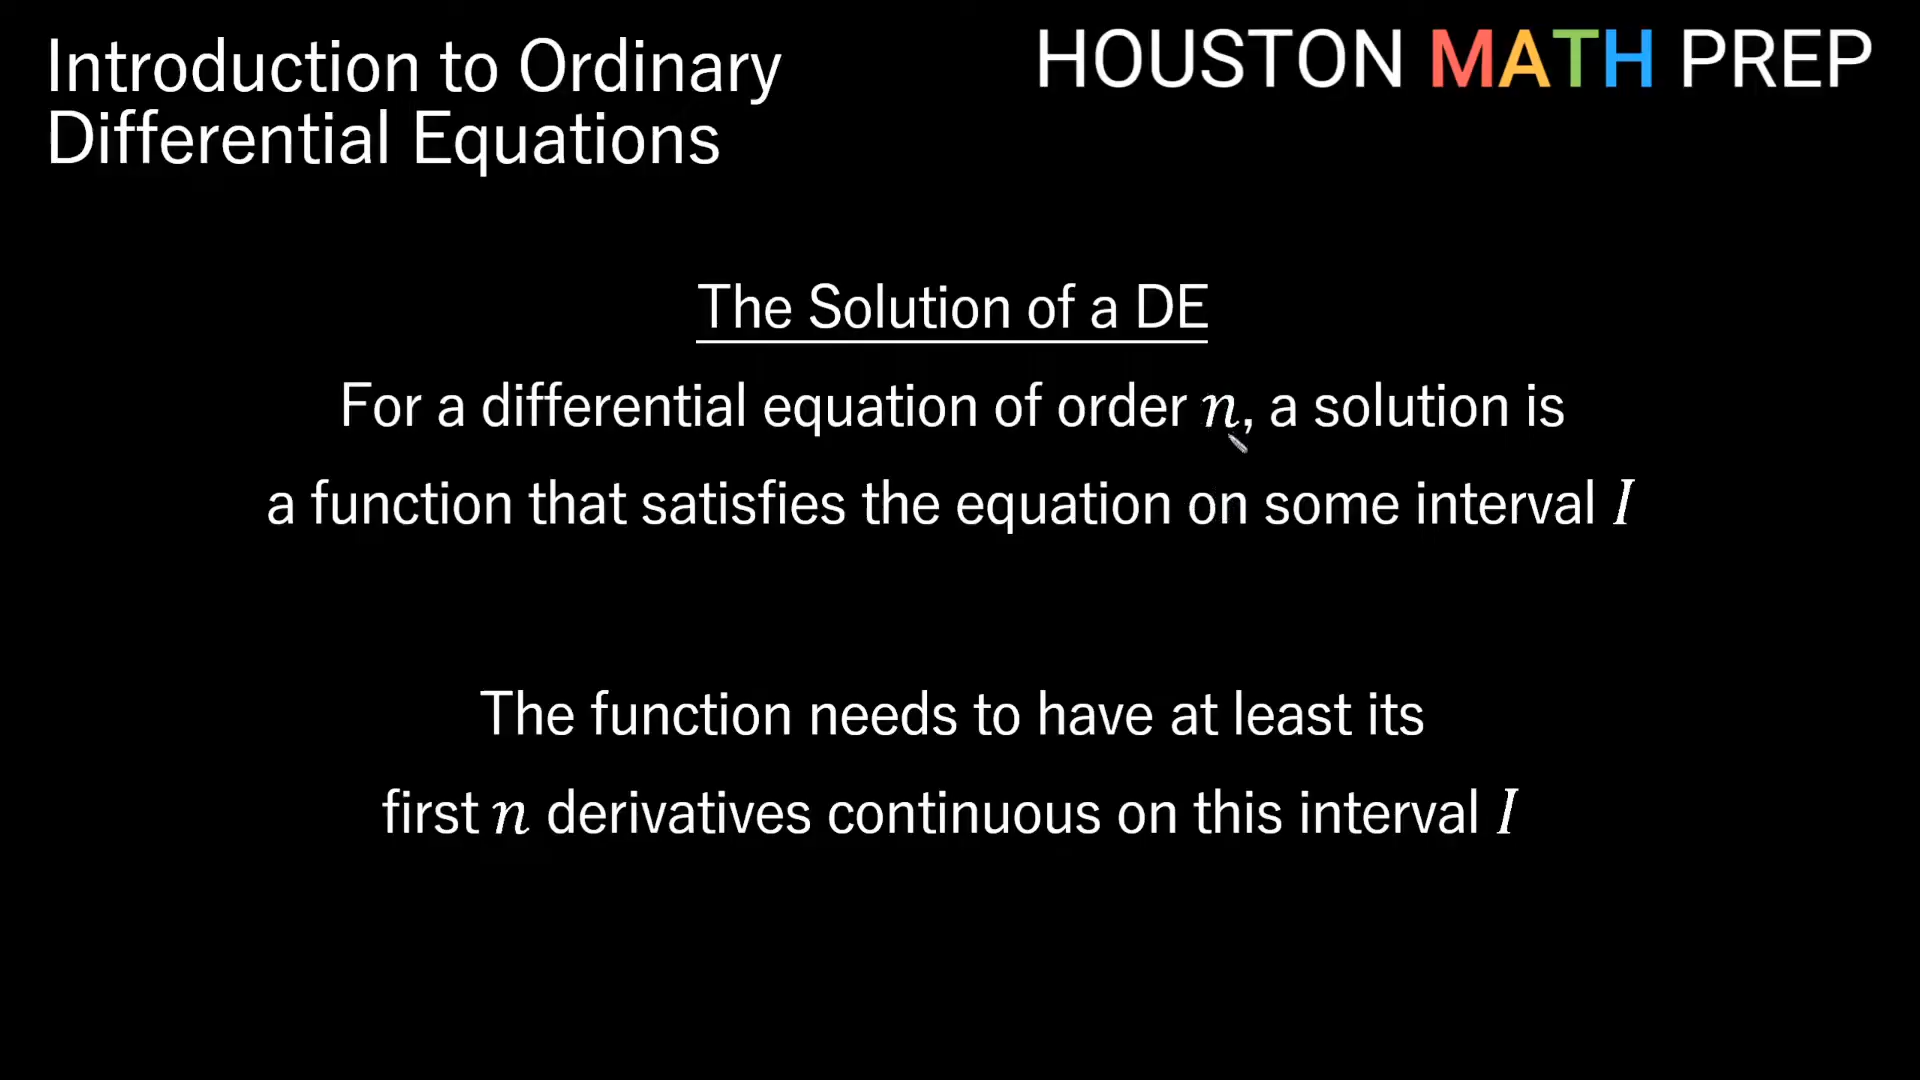 Introduction to Ordinary
Differential Equations
HOUSTON MATH PREP
The Solution of a DE
For a differential equation of order n, a solution is
a function that satisfies the equation on some interval I
The function needs to have at least its
first n derivatives continuous on this interval I